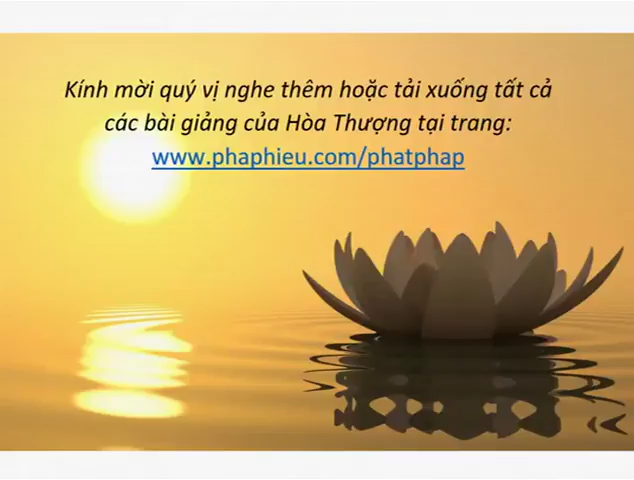 Kính mời quý vị nghe thêm hoặc tải xuống tất cả
các bài giảng của Hòa Thượng tại trang:
www.phaphieu.com/phatphap